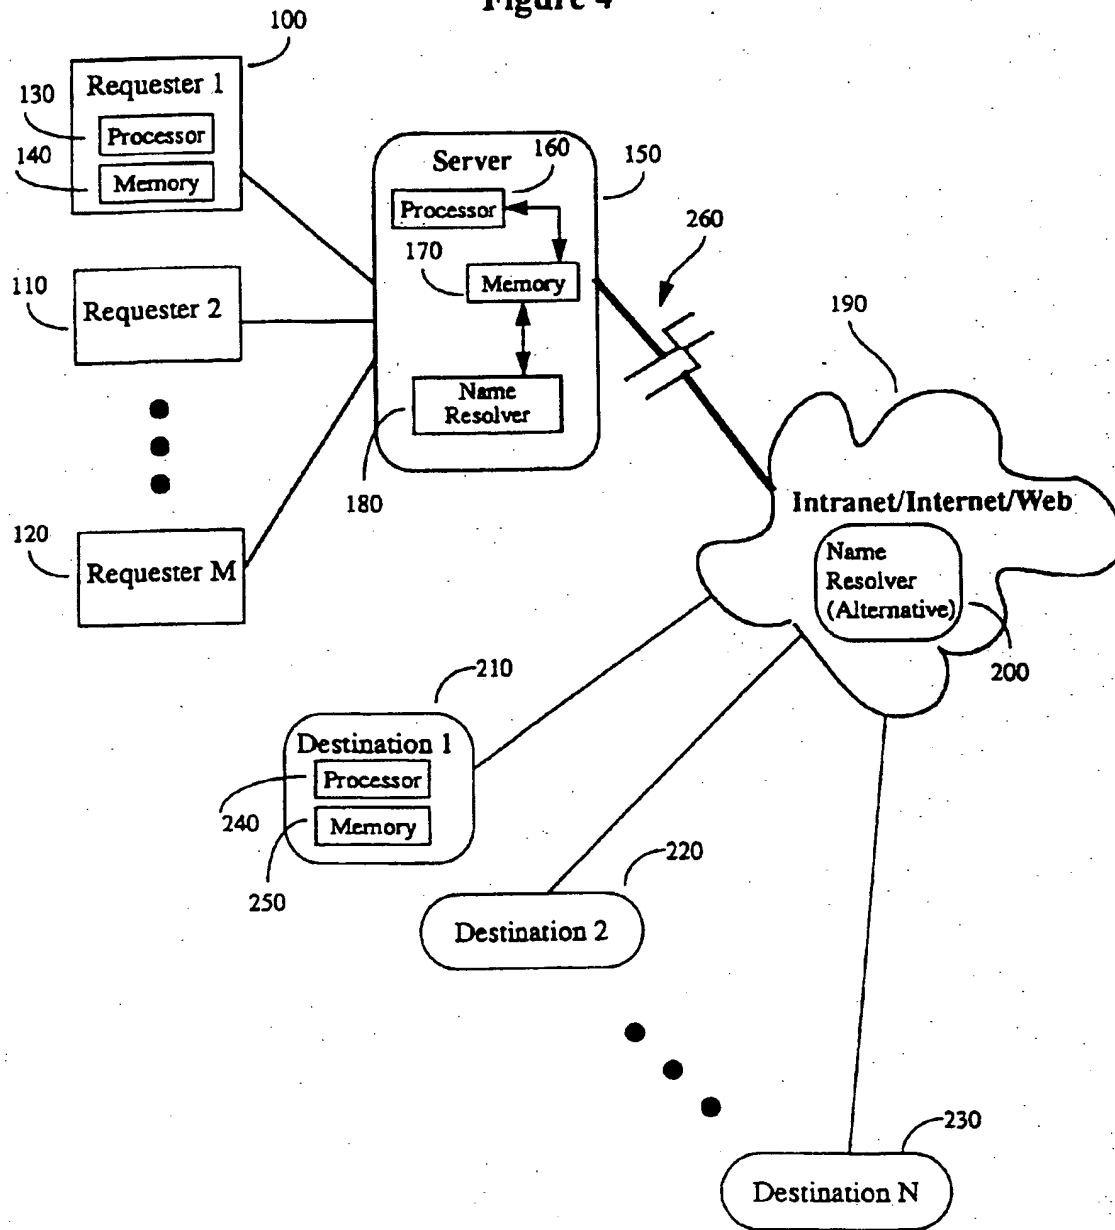 Figure 4
100
Requester 1
130
Processor
140
Memory
110
Requester 2
120
Requester M
Server
160
150
Processor
170
Memory
Name
Resolver
180
260
190
Intranet/Internet/Web
Name
Resolver
(Alternative)
200
210
Destination 1
Processor
240
Memory
250
220
Destination 2
230
Destination N